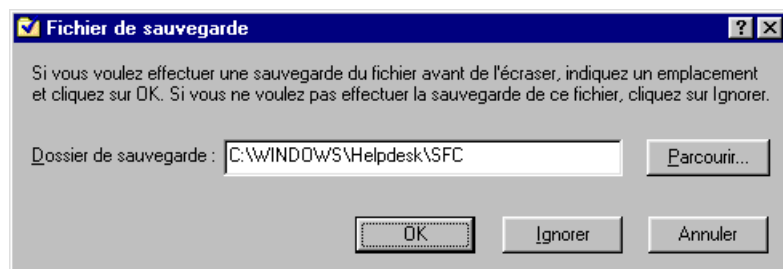 Fichier de sauvegarde
Si vous voulez effectuer une sauvegarde du fichier avant de l'écraser, indiquez un emplacement
et cliquez sur OK. Si vous ne voulez pas effectuer la sauvegarde de ce fichier, cliquez sur Ignorer.
Dossier de sauvegarde : C:\WINDOWS\Helpdesk\SFC Parcourir...
OK Ignorer Annuler